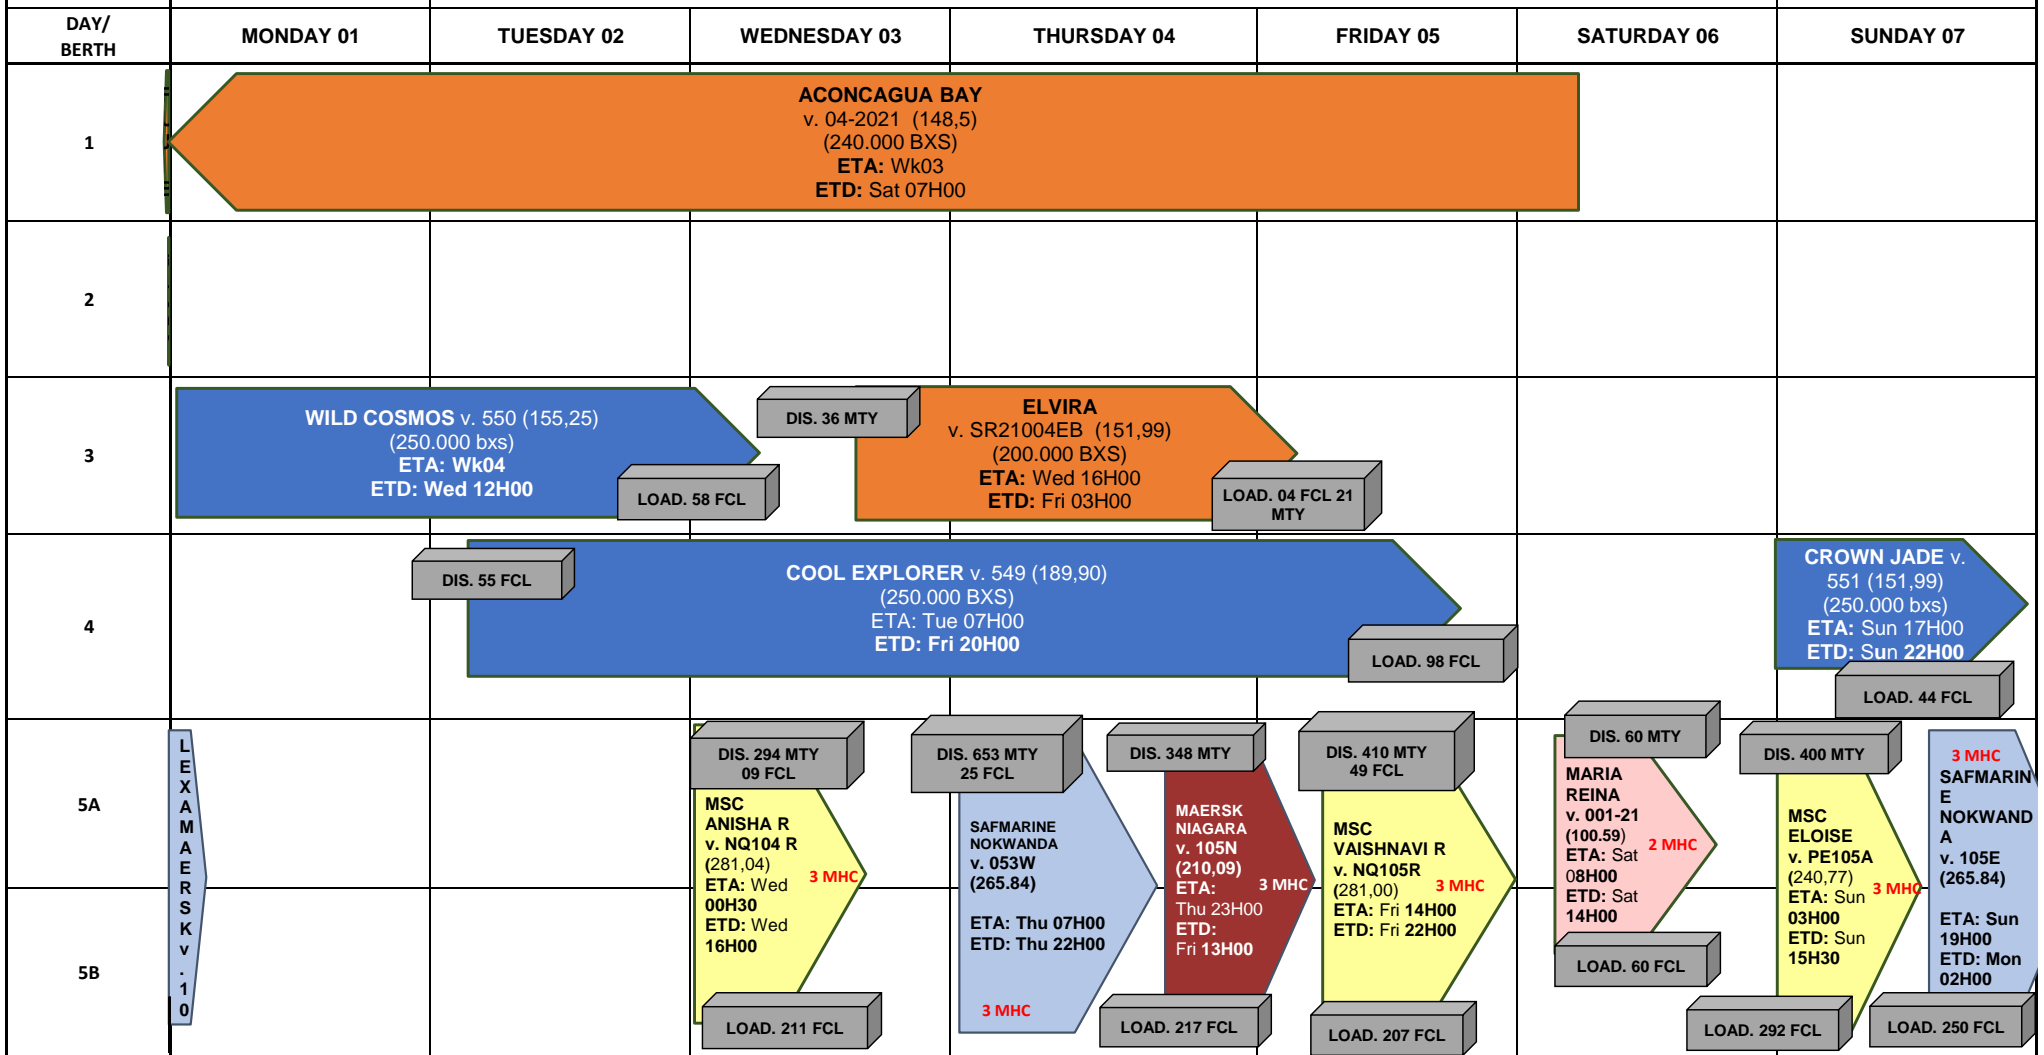 DAY/
BERTH
MONDAY 01
TUESDAY 02
WEDNESDAY 03
THURSDAY 04
FRIDAY 05
SATURDAY 06
SUNDAY 07
1
ACONCAGUA BAY
v. 04-2021 (148,5)
(240.000 BXS)
ETA: Wk03
ETD: Sat 07H00
2
3
WILD COSMOS v. 550 (155,25)
(250.000 bxs)
ETA: Wk04
ETD: Wed 12H00
LOAD. 58 FCL
DIS. 36 MTY
ELVIRA
v. SR21004EB (151,99)
(200.000 BXS)
ETA: Wed 16H00
ETD: Fri 03H00
LOAD. 04 FCL 21
MTY
4
DIS. 55 FCL
COOL EXPLORER v. 549 (189,90)
(250.000 BXS)
ETA: Tue 07H00
ETD: Fri 20H00
LOAD. 98 FCL
CROWN JADE v.
551 (151,99)
(250.000 bxs)
ETA: Sun 17H00
ETD: Sun 22H00
LOAD. 44 FCL
5A
5B
L
E
X
A
M
A
E
R
S
K
v
.
1
0
DIS. 294 MTY
09 FCL
MSC
ANISHA R
v. NQ104 R
(281,04)
ETA: Wed
00H30
ETD: Wed
16H00
3 MHC
LOAD. 211 FCL
DIS. 653 MTY
25 FCL
SAFMARINE
NOKWANDA
v. 053W
(265.84)
ETA: Thu 07H00
ETD: Thu 22H00
3 MHC
DIS. 348 MTY
MAERSK
NIAGARA
v. 105N
(210,09)
ETA:
Thu 23H00
ETD:
Fri 13H00
3 MHC
LOAD. 217 FCL
DIS. 410 MTY
49 FCL
MSC
VAISHNAVI R
v. NQ105R
(281,00)
ETA: Fri 14H00
ETD: Fri 22H00
3 MHC
LOAD. 207 FCL
DIS. 60 MTY
MARIA
REINA
v. 001-21
(100.59)
ETA: Sat
08H00
ETD: Sat
14H00
2 MHC
LOAD. 60 FCL
DIS. 400 MTY
MSC
ELOISE
v. PE105A
(240,77)
ETA: Sun
03H00
ETD: Sun
15H30
3 MHC
LOAD. 292 FCL
3 MHC
SAFMARIN
E
NOKWAND
A
v. 105E
(265.84)
ETA: Sun
19H00
ETD: Mon
02H00
LOAD. 250 FCL